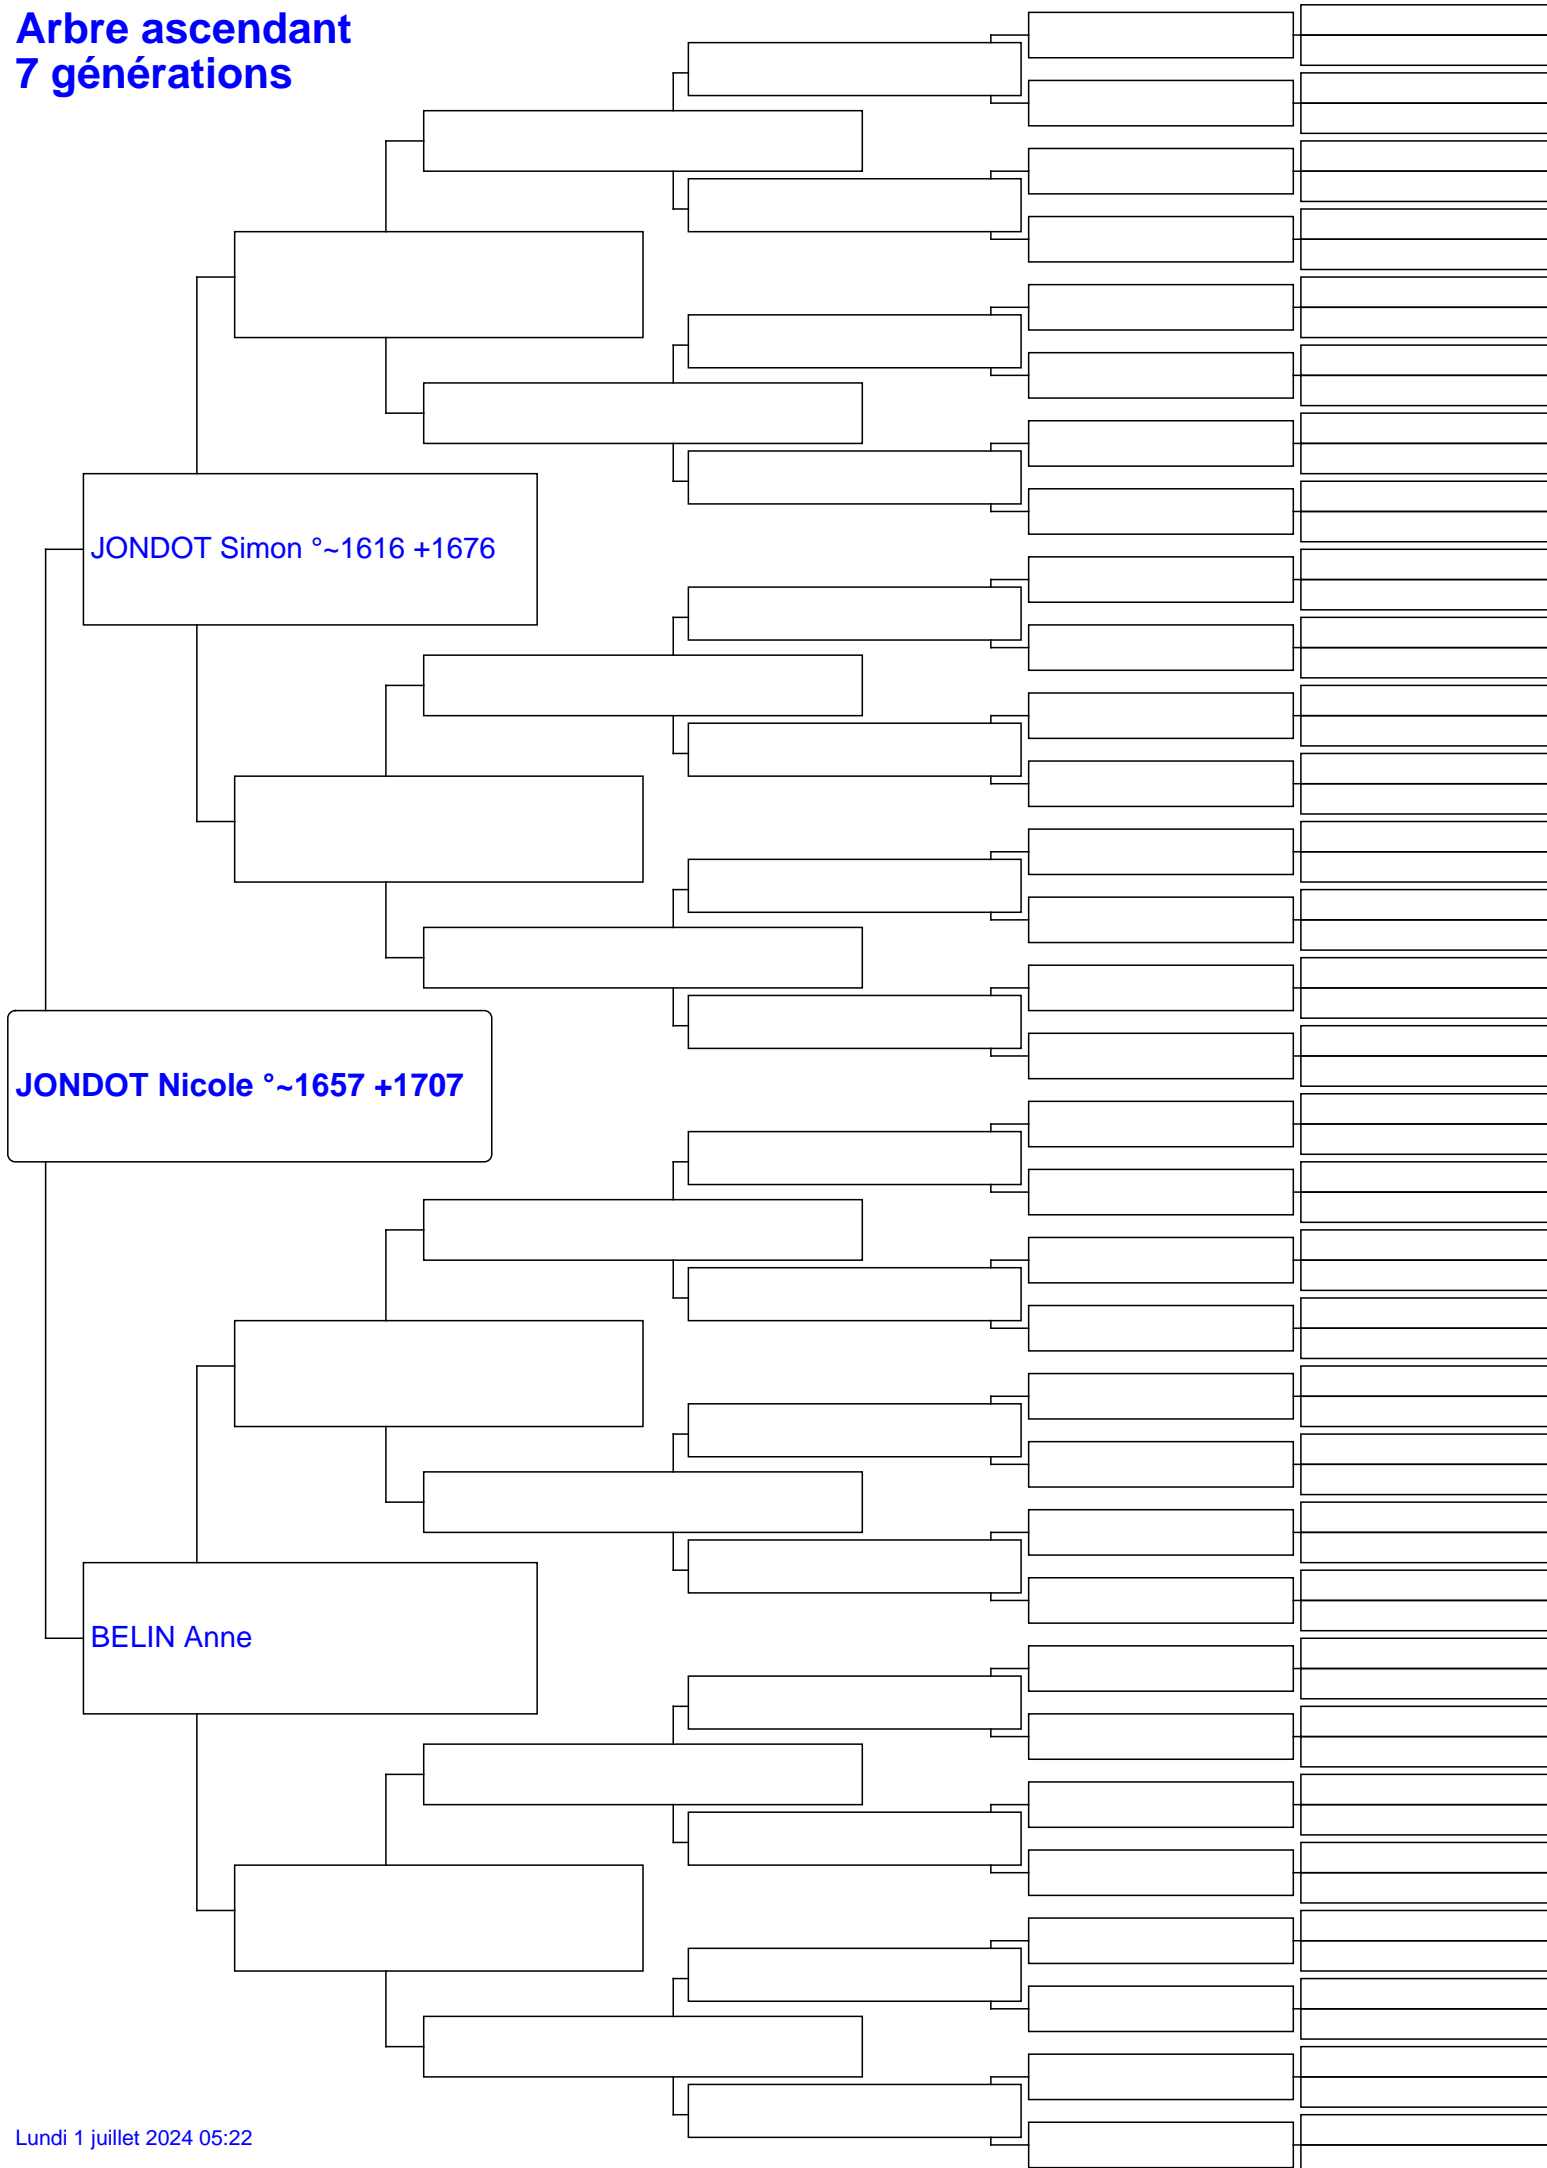 Arbre ascendant
7 générations
JONDOT Simon °~1616 +1676
JONDOT Nicole °~1657 +1707
BELIN Anne
Lundi 1 juillet 2024 05:22